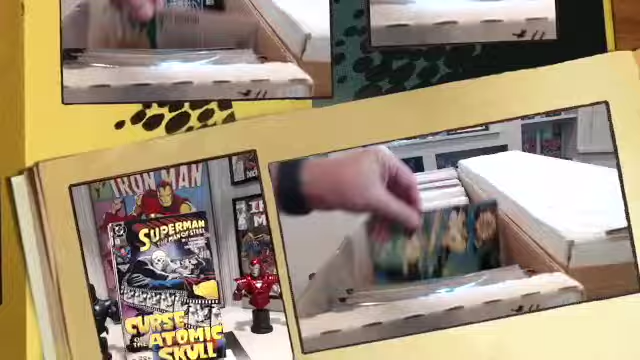 IRON MAN
SUPERMAN
THE MAN OF STEEL
CURSE
OF THE ATOMIC
SKULL